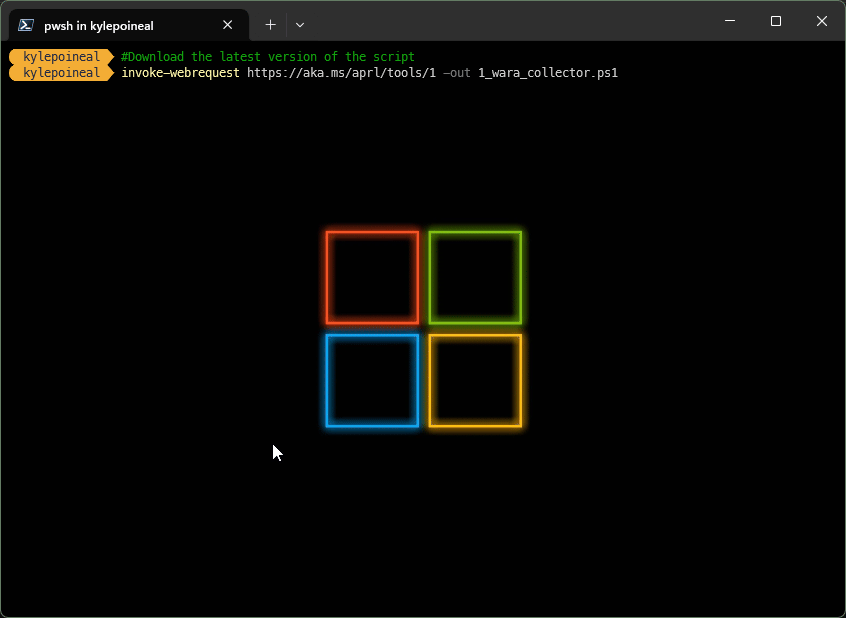 pwsh in kylepoineal
kylepoineal #Download the latest version of the script
kylepoineal invoke-webrequest https://aka.ms/aprl/tools/1 -out 1_wara_collector.ps1